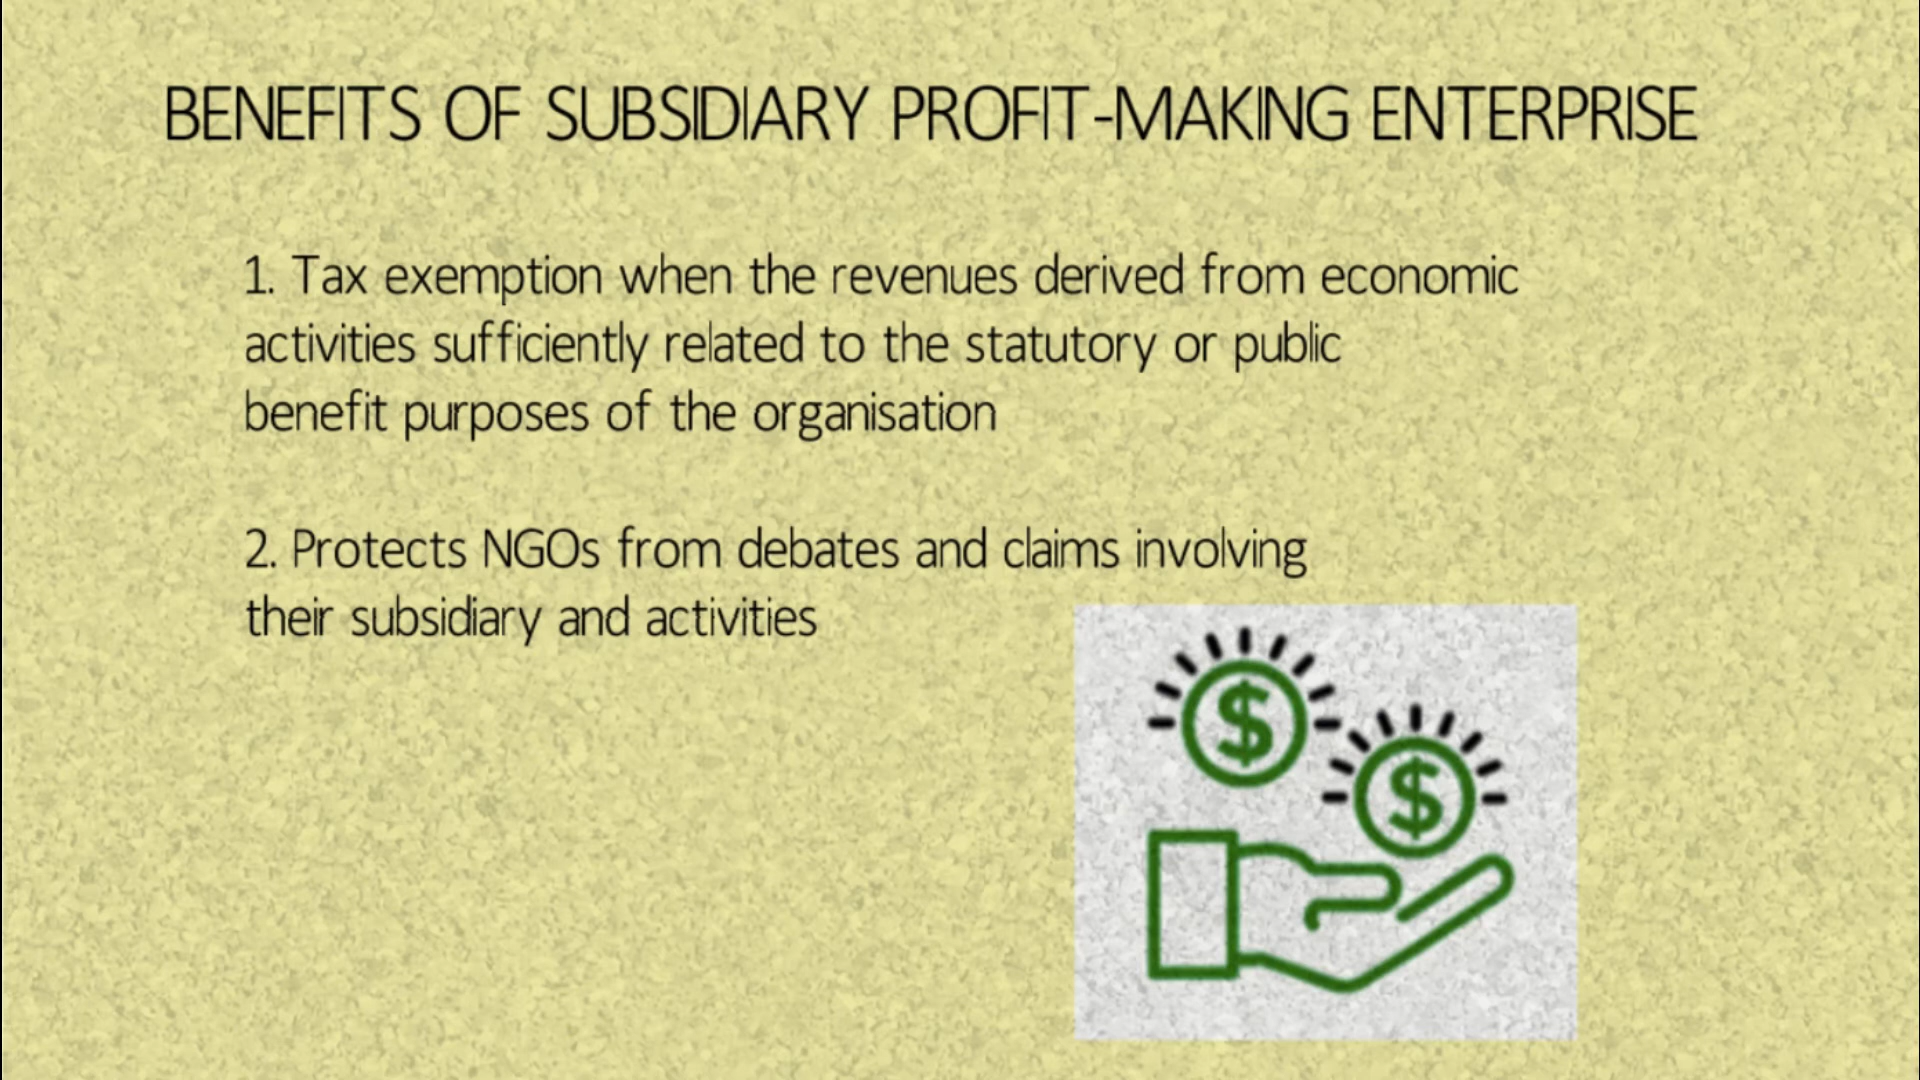 BENEFITS OF SUBSIDIARY PROFIT-MAKING ENTERPRISE
1. Tax exemption when the revenues derived from economic
activities sufficiently related to the statutory or public
benefit purposes of the organisation
2. Protects NGOs from debates and claims involving
their subsidiary and activities
$
$